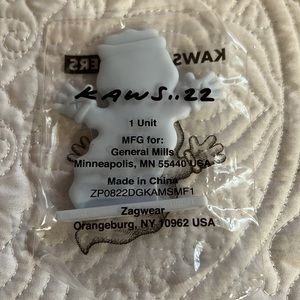 KAWS
KAWS..22
1 Unit
MFG for:
General Mills
Minneapolis, MN 55440 USA
Made in China
ZP0822DGKAMSMF1
Zagwear
Orangeburg, NY 10962 USA